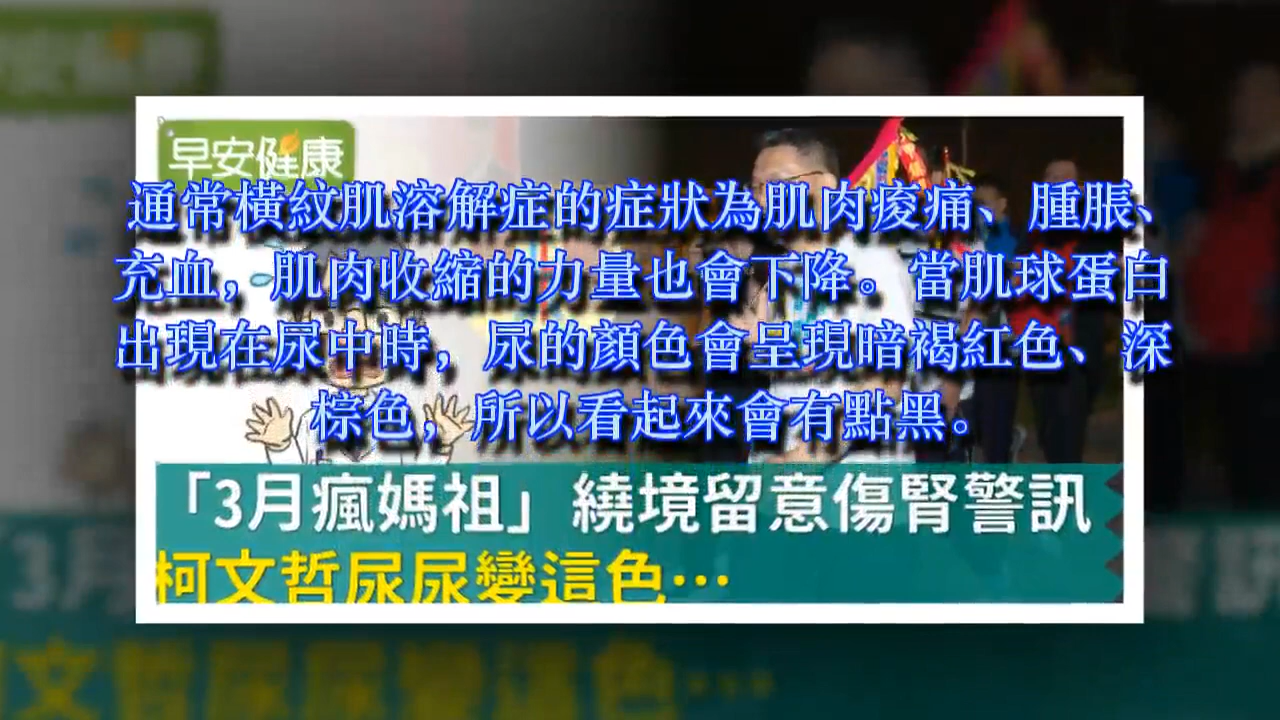 早安健康
通常橫紋肌溶解症的症狀為肌肉痠痛、腫脹、
充血，肌肉收縮的力量也會下降。當肌球蛋白
出現在尿中時，尿的顏色會呈現暗褐紅色、深
棕色，所以看起來會有點黑。
「3月瘋媽祖」繞境留意傷腎警訊
柯文哲尿尿變這色…